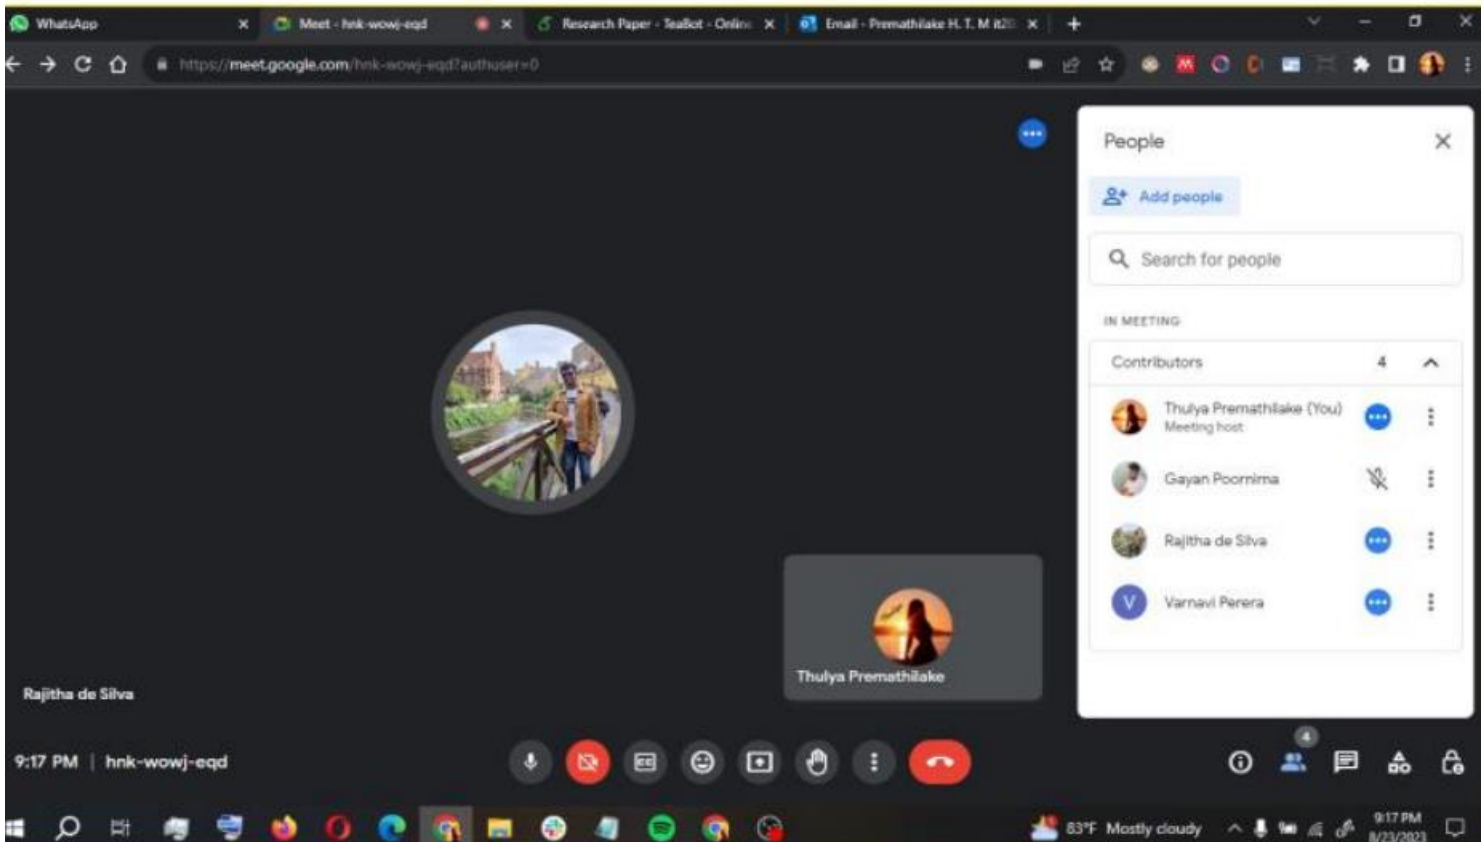 WhatsApp
Meet - hnk-wowj-eqd
Research Paper - TeaBot - Online
Email - Premathilake H. T. M it20
https://meet.google.com/hnk-wowj-eqd?authuser=0
People
Add people
Search for people
IN MEETING
Contributors 4
Thulya Premathilake (You)
Meeting host
Gayan Poornima
Rajitha de Silva
V Varnavi Perera
Thulya Premathilake
Rajitha de Silva
9:17 PM | hnk-wowj-eqd
CC
4
83°F Mostly cloudy
9:17 PM
8/23/2023